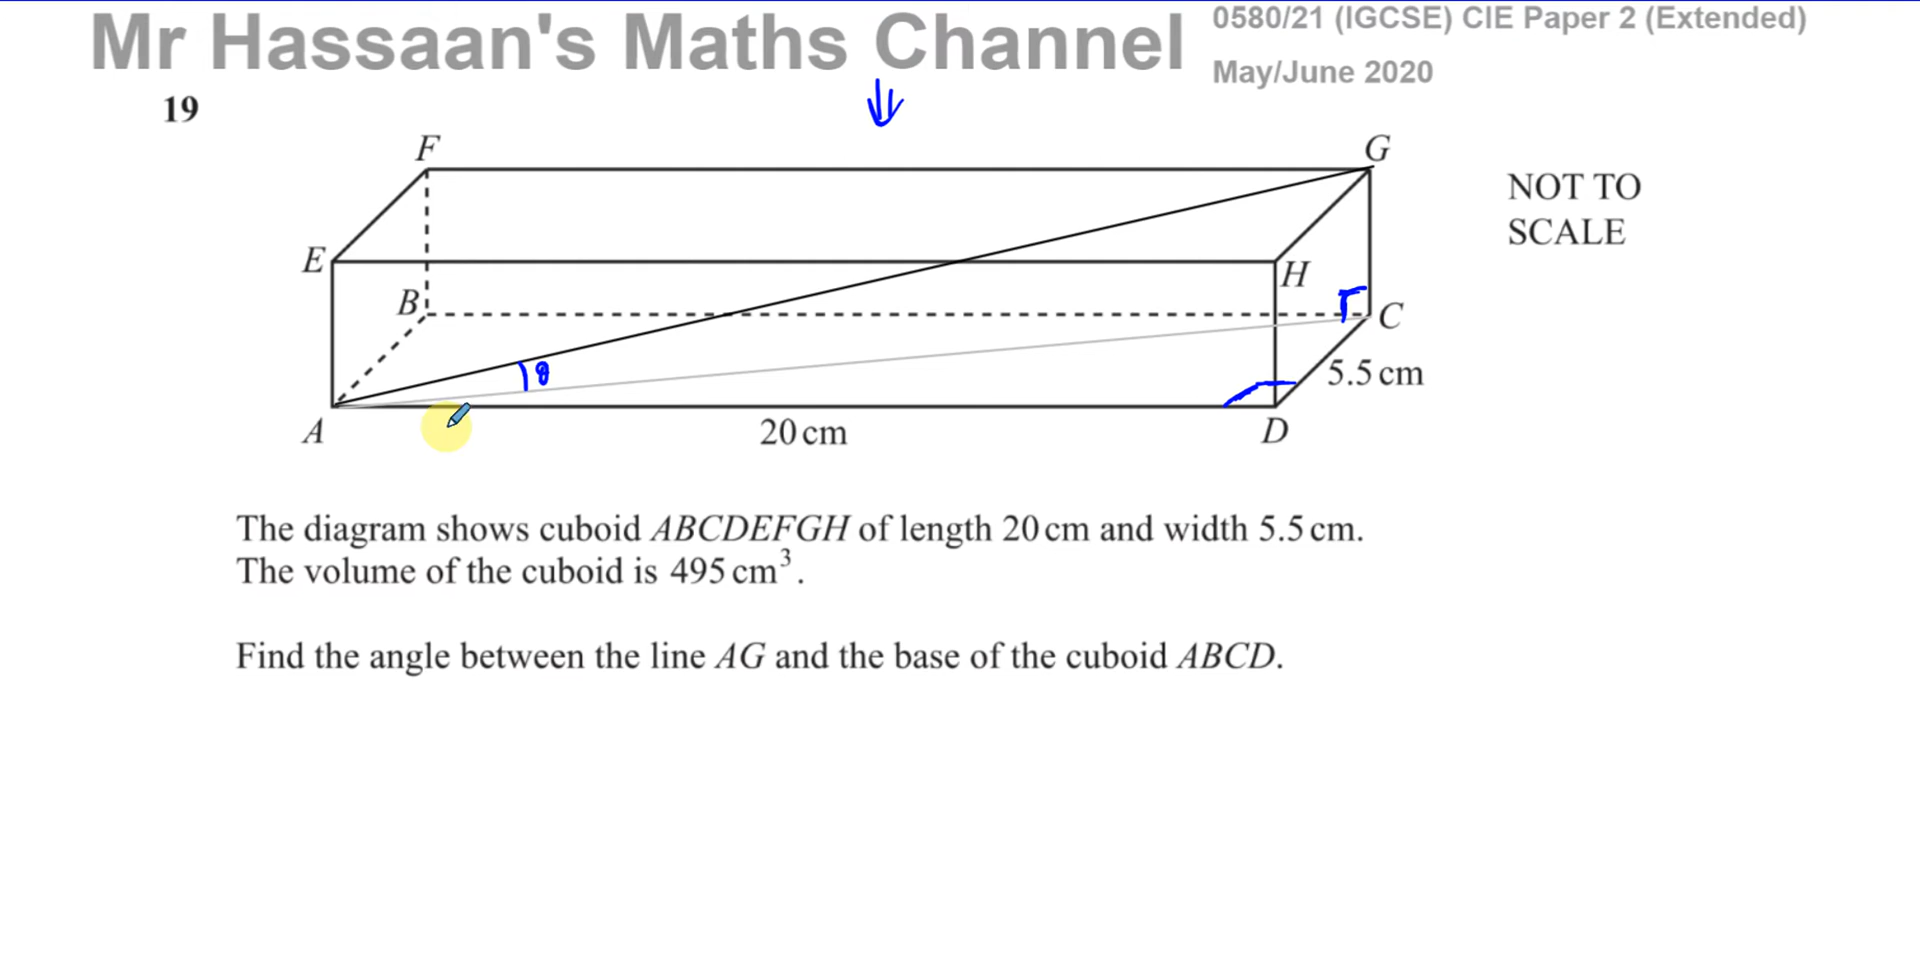 Mr Hassaan's Maths Channel
0580/21 (IGCSE) CIE Paper 2 (Extended)
May/June 2020
19
F
G
NOT TO
SCALE
E
H
B
C
θ
5.5 cm
A
20 cm
D
The diagram shows cuboid ABCDEFGH of length 20 cm and width 5.5 cm.
The volume of the cuboid is 495 cm³.
Find the angle between the line AG and the base of the cuboid ABCD.